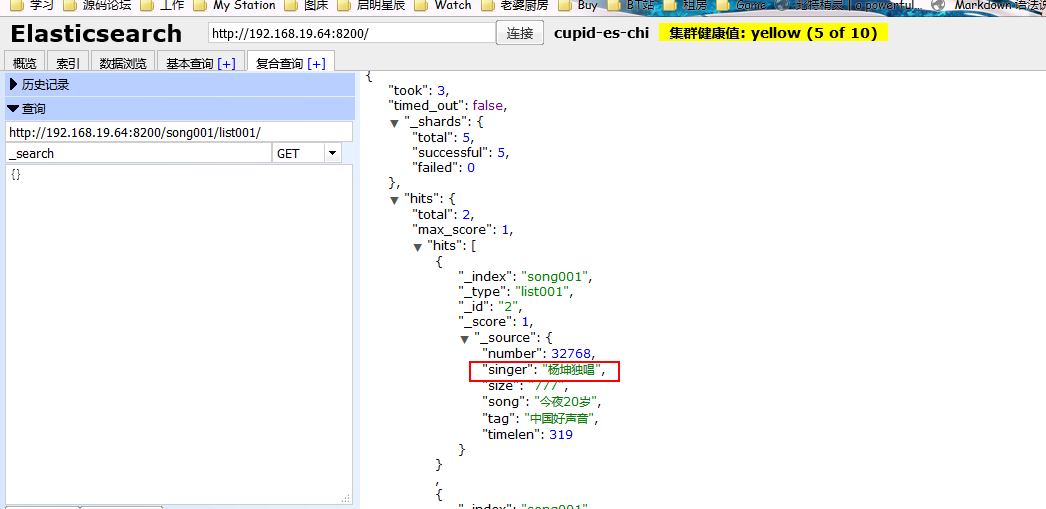 学习 源码论坛 工作 My Station 图床 启明星辰 Watch 老婆厨房 Buy BT站 租房 Game @powerful... Markdown 语法说
Elasticsearch http://192.168.19.64:8200/ 连接 cupid-es-chi 集群健康值: yellow (5 of 10)
概览 索引 数据浏览 基本查询 [+] 复合查询 [+]
历史记录
查询
http://192.168.19.64:8200/song001/list001/
_search GET
{}
{
"took": 3,
"timed_out": false,
"_shards": {
"total": 5,
"successful": 5,
"failed": 0
},
"hits": {
"total": 2,
"max_score": 1,
"hits": [
{
"_index": "song001",
"_type": "list001",
"_id": "2",
"_score": 1,
"_source": {
"number": 32768,
"singer": "杨坤独唱",
"size": "777",
"song": "今夜20岁",
"tag": "中国好声音",
"timelen": 319
}
}
,
{
"_index": "song001",